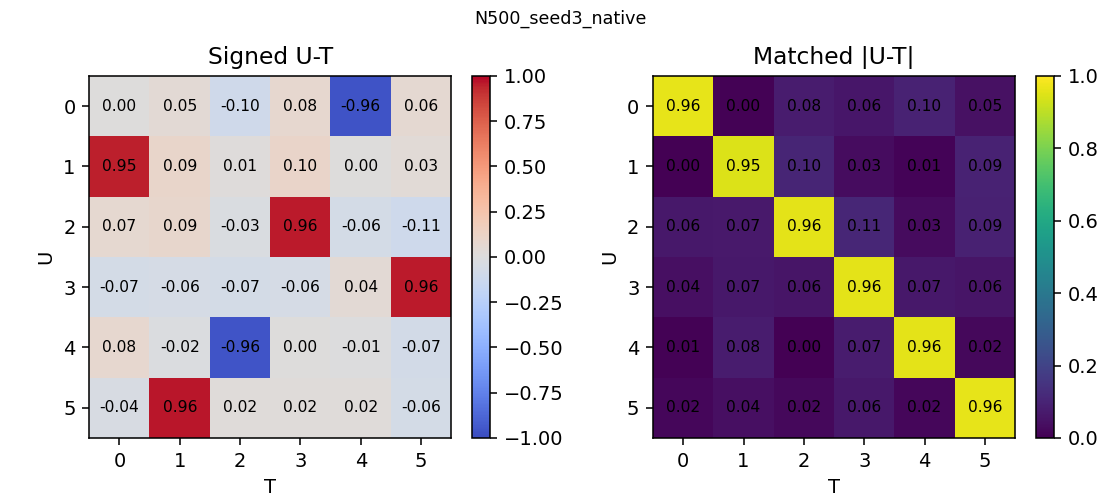 N500_seed3_native
Signed U-T
Matched |U-T|
0 0.00 0.05 -0.10 0.08 -0.96 0.06
1 0.95 0.09 0.01 0.10 0.00 0.03
2 0.07 0.09 -0.03 0.96 -0.06 -0.11
3 -0.07 -0.06 -0.07 -0.06 0.04 0.96
4 0.08 -0.02 -0.96 0.00 -0.01 -0.07
5 -0.04 0.96 0.02 0.02 0.02 -0.06
0 1 2 3 4 5
T
U
1.00
0.75
0.50
0.25
0.00
−0.25
−0.50
−0.75
−1.00
0 0.96 0.00 0.08 0.06 0.10 0.05
1 0.00 0.95 0.10 0.03 0.01 0.09
2 0.06 0.07 0.96 0.11 0.03 0.09
3 0.04 0.07 0.06 0.96 0.07 0.06
4 0.01 0.08 0.00 0.07 0.96 0.02
5 0.02 0.04 0.02 0.06 0.02 0.96
0 1 2 3 4 5
T
U
1.0
0.8
0.6
0.4
0.2
0.0